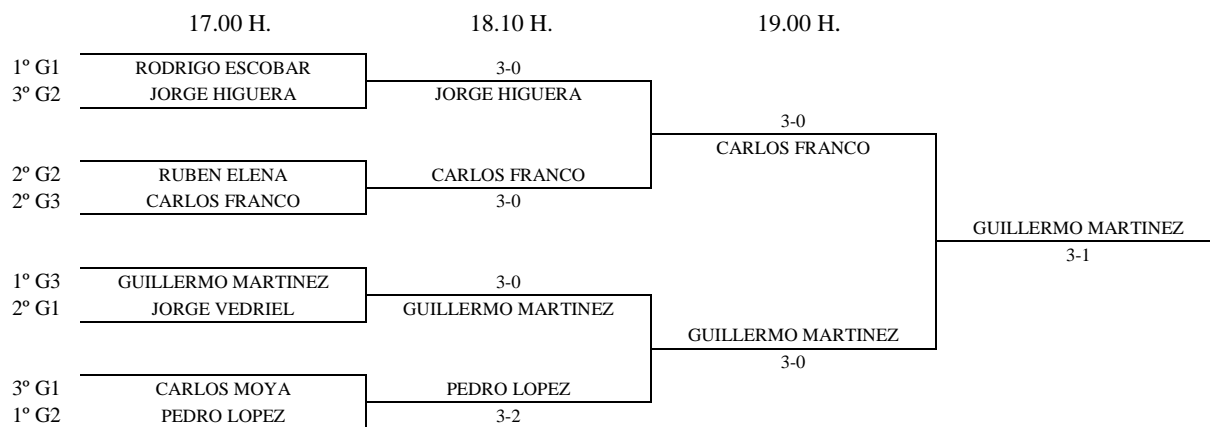 17.00 H. 18.10 H. 19.00 H.
1º G1 RODRIGO ESCOBAR 3-0
3º G2 JORGE HIGUERA JORGE HIGUERA
3-0
CARLOS FRANCO
2º G2 RUBEN ELENA CARLOS FRANCO
2º G3 CARLOS FRANCO 3-0
GUILLERMO MARTINEZ
3-1
1º G3 GUILLERMO MARTINEZ 3-0
2º G1 JORGE VEDRIEL GUILLERMO MARTINEZ
GUILLERMO MARTINEZ
3-0
3º G1 CARLOS MOYA PEDRO LOPEZ
1º G2 PEDRO LOPEZ 3-2